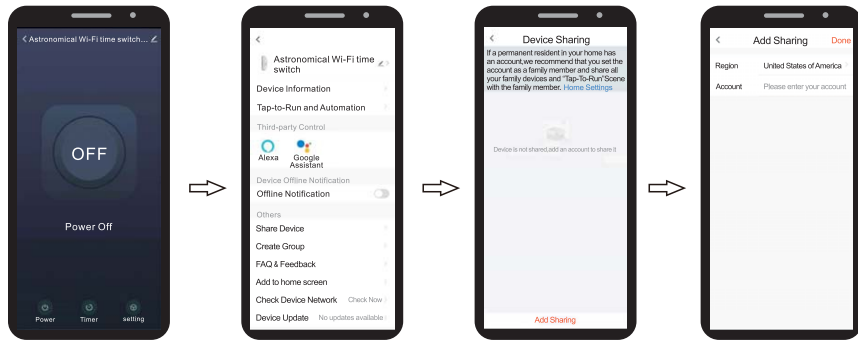 Astronomical Wi-Fi time switch...
OFF
Power Off
Power
Timer
setting
Astronomical Wi-Fi time
switch
Device Information
Tap-to-Run and Automation
Third-party Control
Alexa
Google
Assistant
Device Offline Notification
Offline Notification
Others
Share Device
Create Group
FAQ & Feedback
Add to home screen
Check Device Network Check Now
Device Update No updates available
Device Sharing
If a permanent resident in your home has
an account,we recommend that you set the
account as a family member and share all
your family devices and "Tap-To-Run"Scene
with the family member. Home Settings
Device is not shared,add an account to share it
Add Sharing
Add Sharing Done
Region United States of America
Account Please enter your account